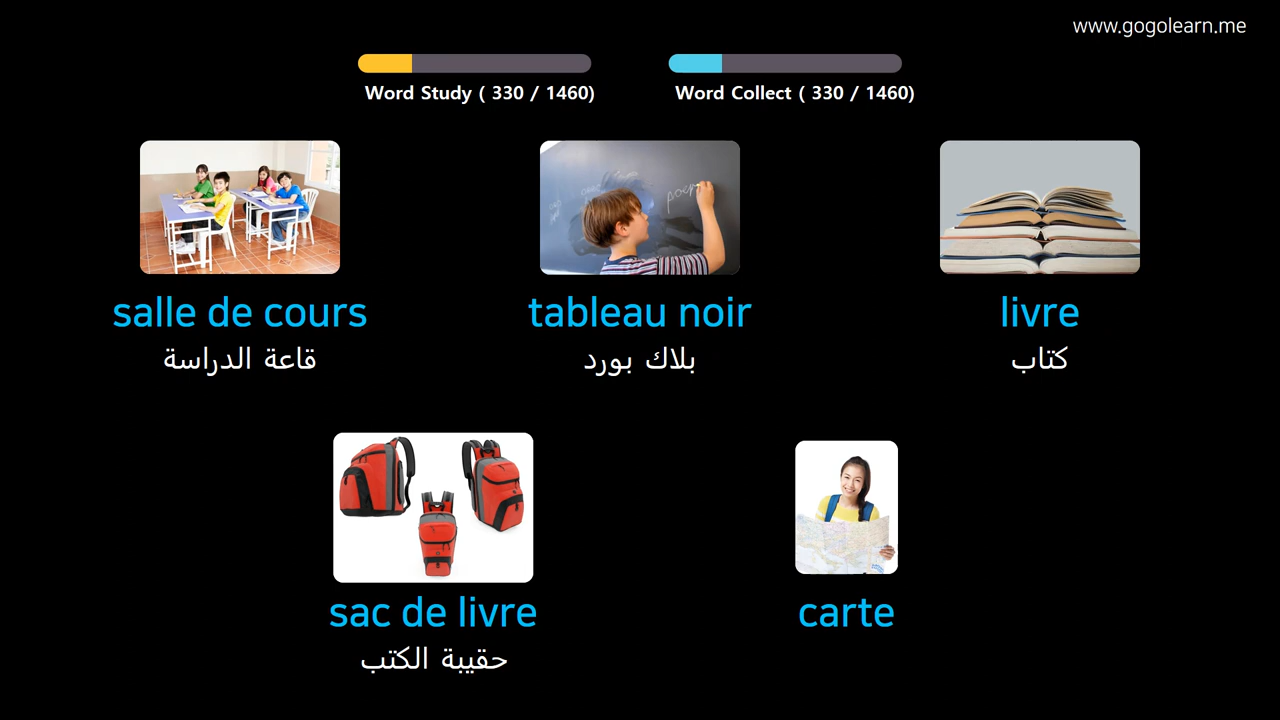 www.gogolearn.me
Word Study ( 330 / 1460)
Word Collect ( 330 / 1460)
salle de cours
قاعة الدراسة
tableau noir
بلاك بورد
livre
كتاب
sac de livre
حقيبة الكتب
carte